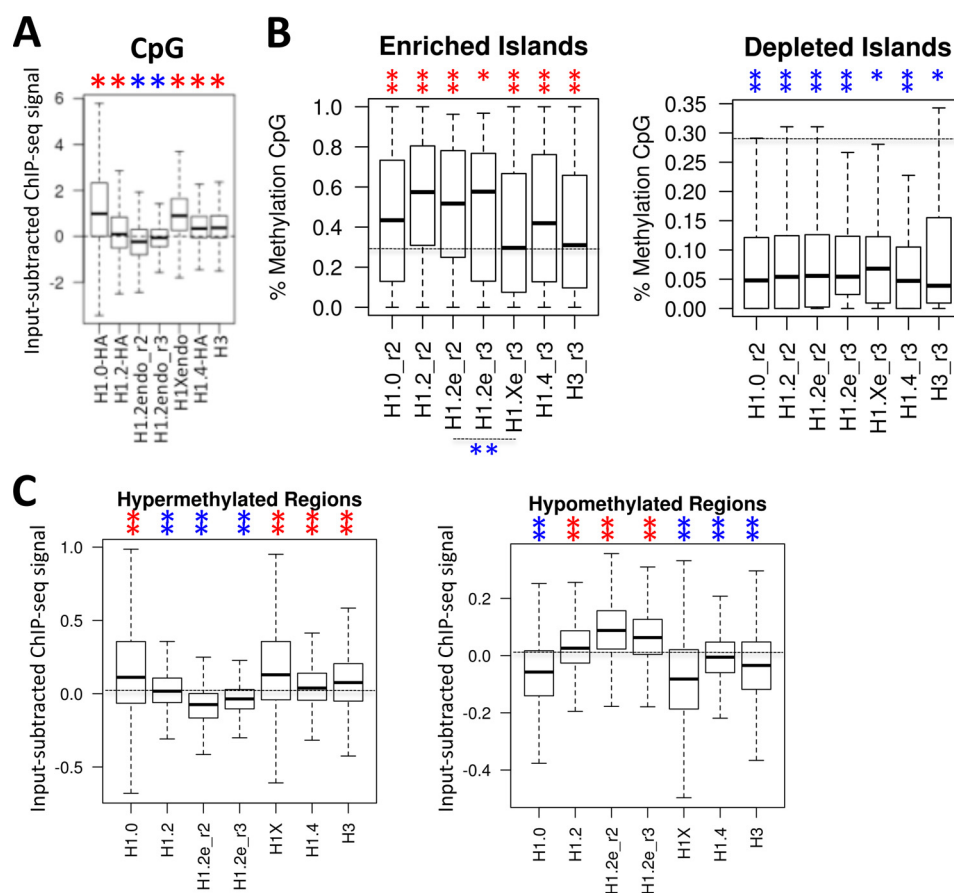 A
CpG
* * * * * * *
Input-subtracted ChIP-seq signal
6
4
2
0
-2
H1.0-HA
H1.2-HA
H1.2endo_r2
H1.2endo_r3
H1Xendo
H1.4-HA
H3
B
Enriched Islands
** ** ** * ** ** **
% Methylation CpG
1.0
0.8
0.6
0.4
0.2
0.0
H1.0_r2
H1.2_r2
H1.2e_r2
H1.2e_r3
H1.Xe_r3
H1.4_r3
H3_r3
**
Depleted Islands
** ** ** ** * ** *
% Methylation CpG
0.35
0.30
0.25
0.20
0.15
0.10
0.05
0.00
H1.0_r2
H1.2_r2
H1.2e_r2
H1.2e_r3
H1.Xe_r3
H1.4_r3
H3_r3
C
Hypermethylated Regions
** ** ** ** ** ** **
Input-subtracted ChIP-seq signal
1.0
0.5
0.0
-0.5
H1.0
H1.2
H1.2e_r2
H1.2e_r3
H1X
H1.4
H3
Hypomethylated Regions
** ** ** ** ** ** **
Input-subtracted ChIP-seq signal
0.2
0.0
-0.2
-0.4
H1.0
H1.2
H1.2e_r2
H1.2e_r3
H1X
H1.4
H3